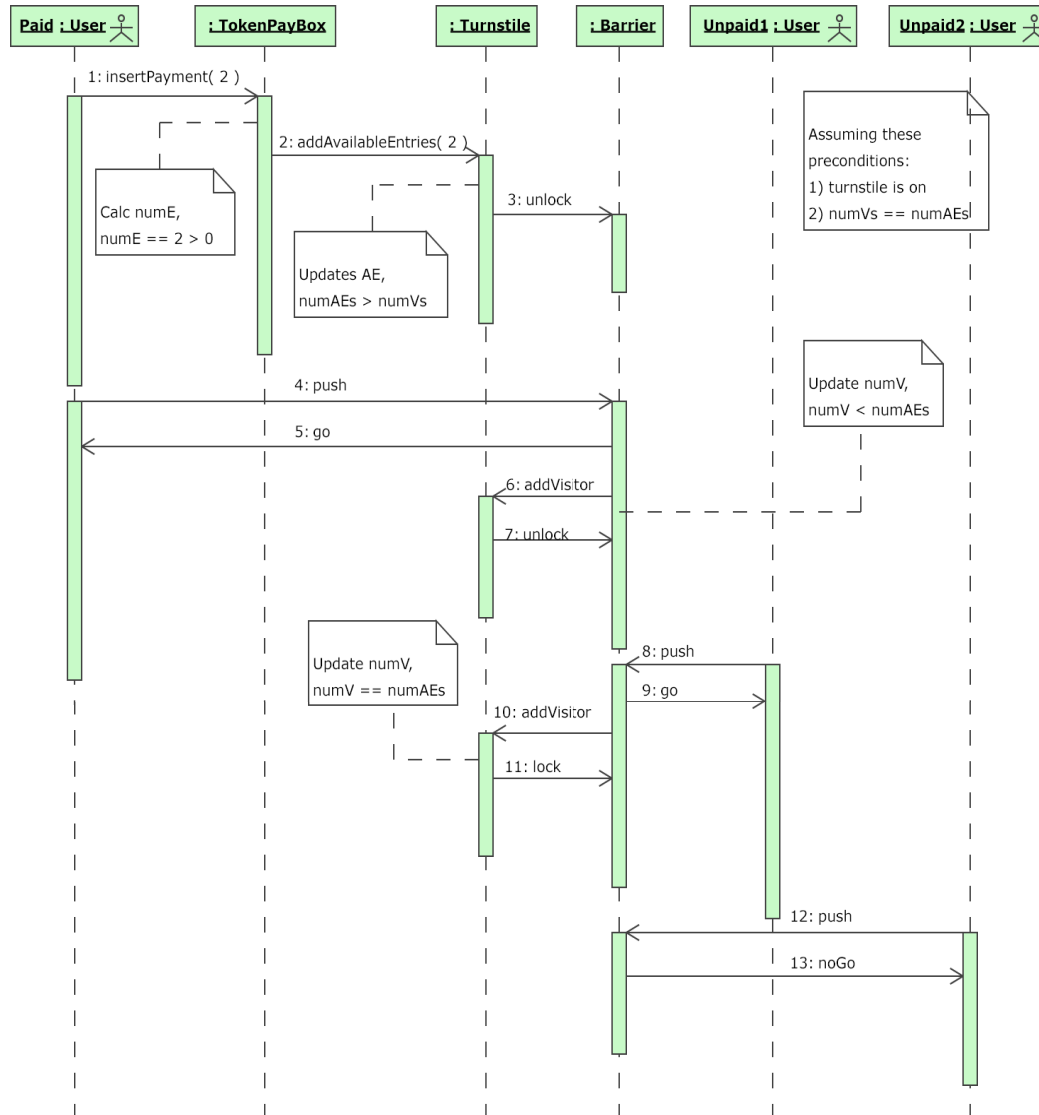 Paid : User
: TokenPayBox
: Turnstile
: Barrier
Unpaid1 : User
Unpaid2 : User
1: insertPayment( 2 )
Assuming these
preconditions:
1) turnstile is on
2) numVs == numAEs
2: addAvailableEntries( 2 )
Calc numE,
numE == 2 > 0
3: unlock
Updates AE,
numAEs > numVs
4: push
Update numV,
numV < numAEs
5: go
6: addVisitor
7: unlock
8: push
Update numV,
numV == numAEs
9: go
10: addVisitor
11: lock
12: push
13: noGo